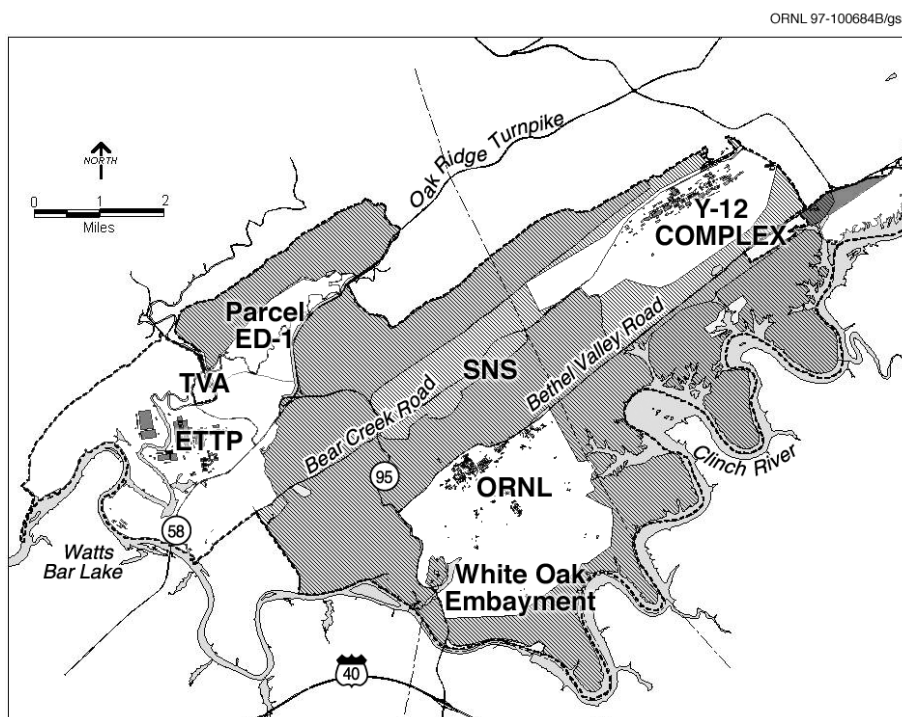 ORNL 97-100684B/gs
NORTH
0 1 2
Miles
Oak Ridge Turnpike
Y-12
COMPLEX
Parcel
ED-1
SNS
Bethel Valley Road
TVA
Bear Creek Road
ETTP
95
ORNL
Clinch River
58
Watts
Bar Lake
White Oak
Embayment
40